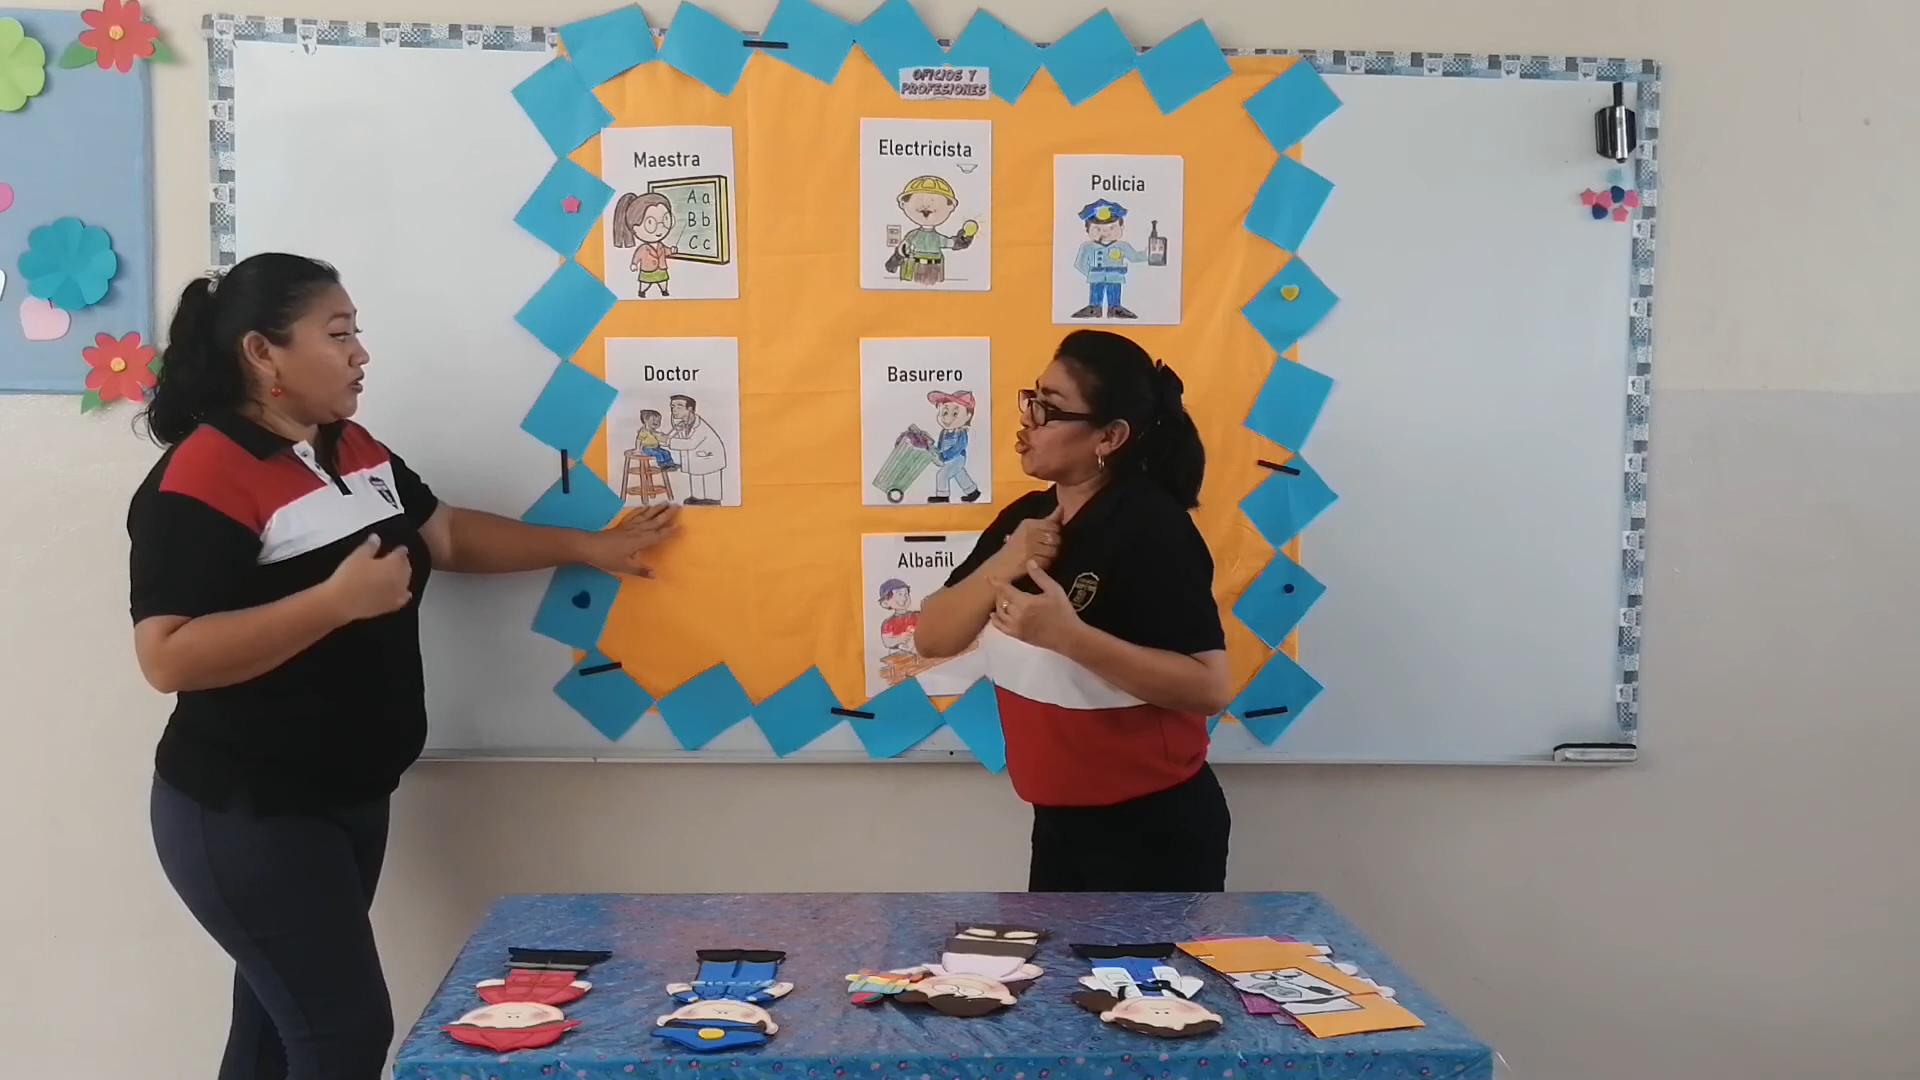 OFICIOS Y
PROFESIONES
Maestra
Aa
Bb
Cc
Electricista
Policia
Doctor
Basurero
Albañil